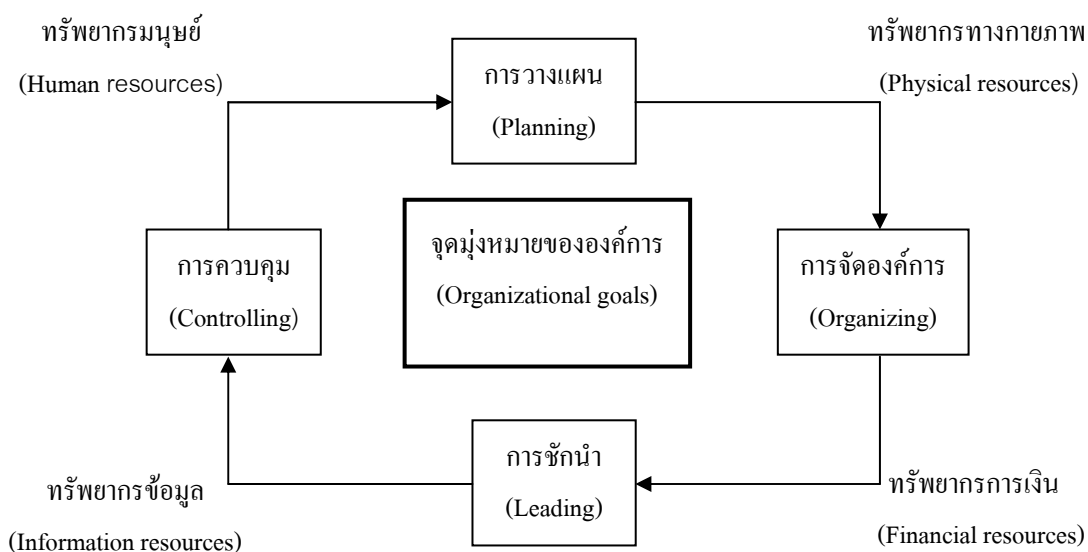 ทรัพยากรมนุษย์
(Human resources)
การวางแผน
(Planning)
ทรัพยากรทางกายภาพ
(Physical resources)
การควบคุม
(Controlling)
จุดมุ่งหมายขององค์การ
(Organizational goals)
การจัดองค์การ
(Organizing)
ทรัพยากรข้อมูล
(Information resources)
การชักนำ
(Leading)
ทรัพยากรการเงิน
(Financial resources)